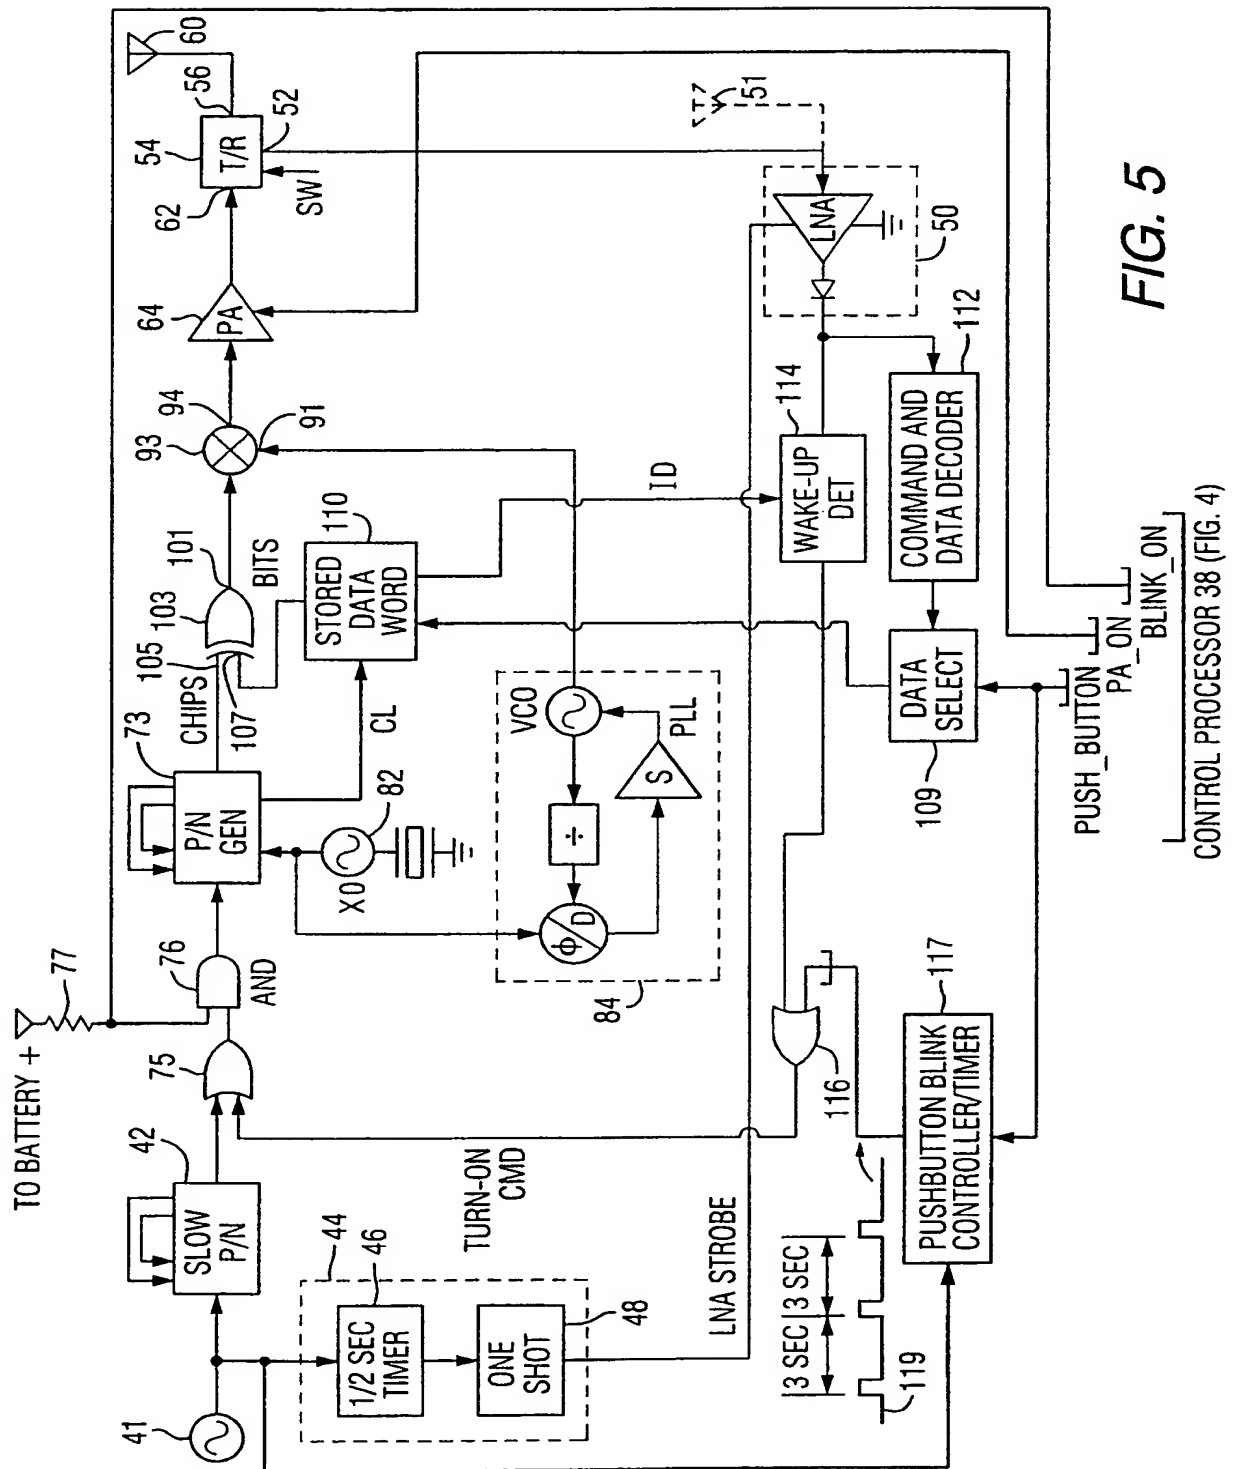 TO BATTERY +
77
41
42
SLOW
P/N
75
76
AND
73
P/N
GEN
CHIPS
105
107
103
101
BITS
93
94
91
64
PA
62
54
T/R
56
52
SW
60
44
46
1/2 SEC
TIMER
ONE
SHOT
48
TURN-ON
CMD
XO
82
CL
STORED
DATA
WORD
110
ID
84
Φ
D
÷
VCO
S
PLL
LNA STROBE
51
LNA
50
WAKE-UP
DET
114
COMMAND AND
DATA DECODER
112
DATA
SELECT
109
116
3 SEC
3 SEC
119
PUSHBUTTON BLINK
CONTROLLER/TIMER
117
PUSH_BUTTON
PA_ON
BLINK_ON
CONTROL PROCESSOR 38 (FIG. 4)
FIG. 5